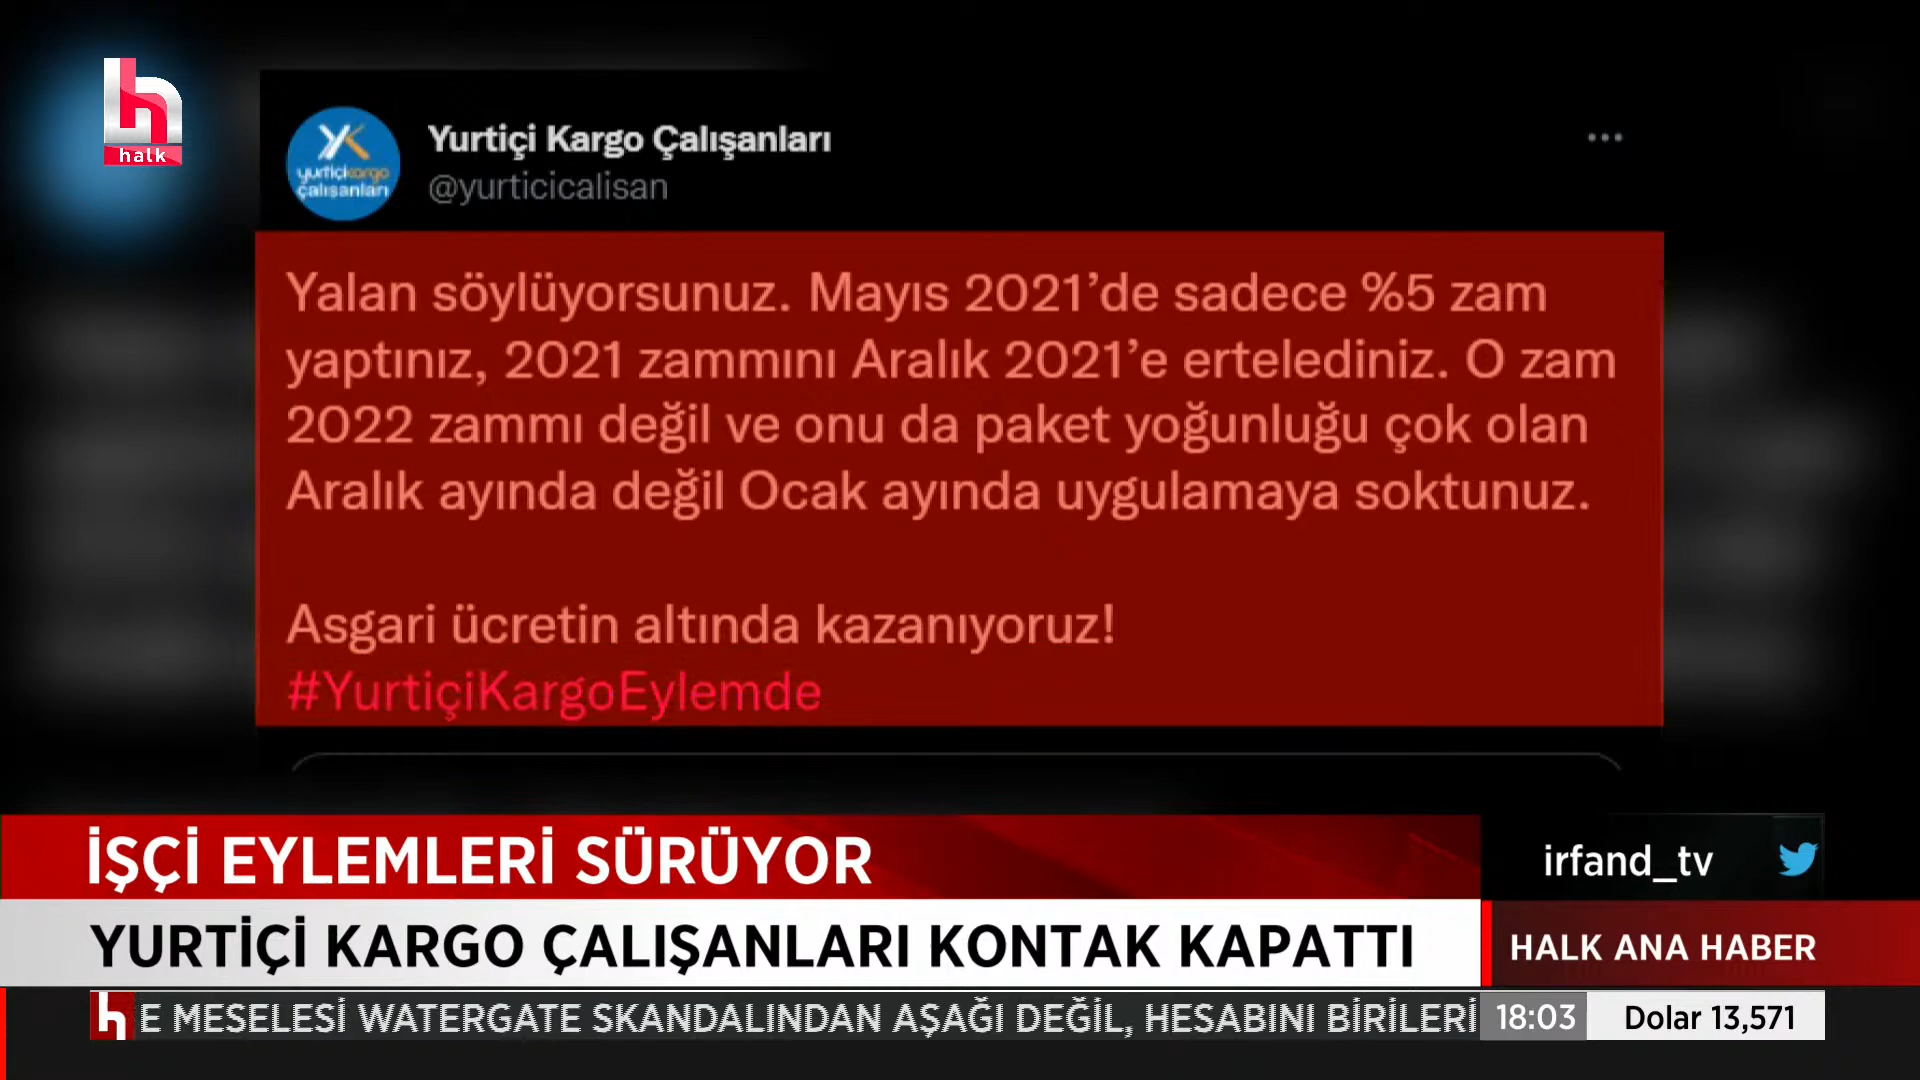 halk
Yurtiçi Kargo Çalışanları
@yurticicalisan
yurtiçikargo
çalışanları
Yalan söylüyorsunuz. Mayıs 2021’de sadece %5 zam
yaptınız, 2021 zammını Aralık 2021’e ertelediniz. O zam
2022 zammı değil ve onu da paket yoğunluğu çok olan
Aralık ayında değil Ocak ayında uygulamaya soktunuz.
Asgari ücretin altında kazanıyoruz!
#YurtiçiKargoEylemde
İŞÇİ EYLEMLERİ SÜRÜYOR
irfand_tv
YURTİÇİ KARGO ÇALIŞANLARI KONTAK KAPATTI
HALK ANA HABER
E MESELESİ WATERGATE SKANDALINDAN AŞAĞI DEĞİL, HESABINI BİRİLERİ
18:03
Dolar 13,571